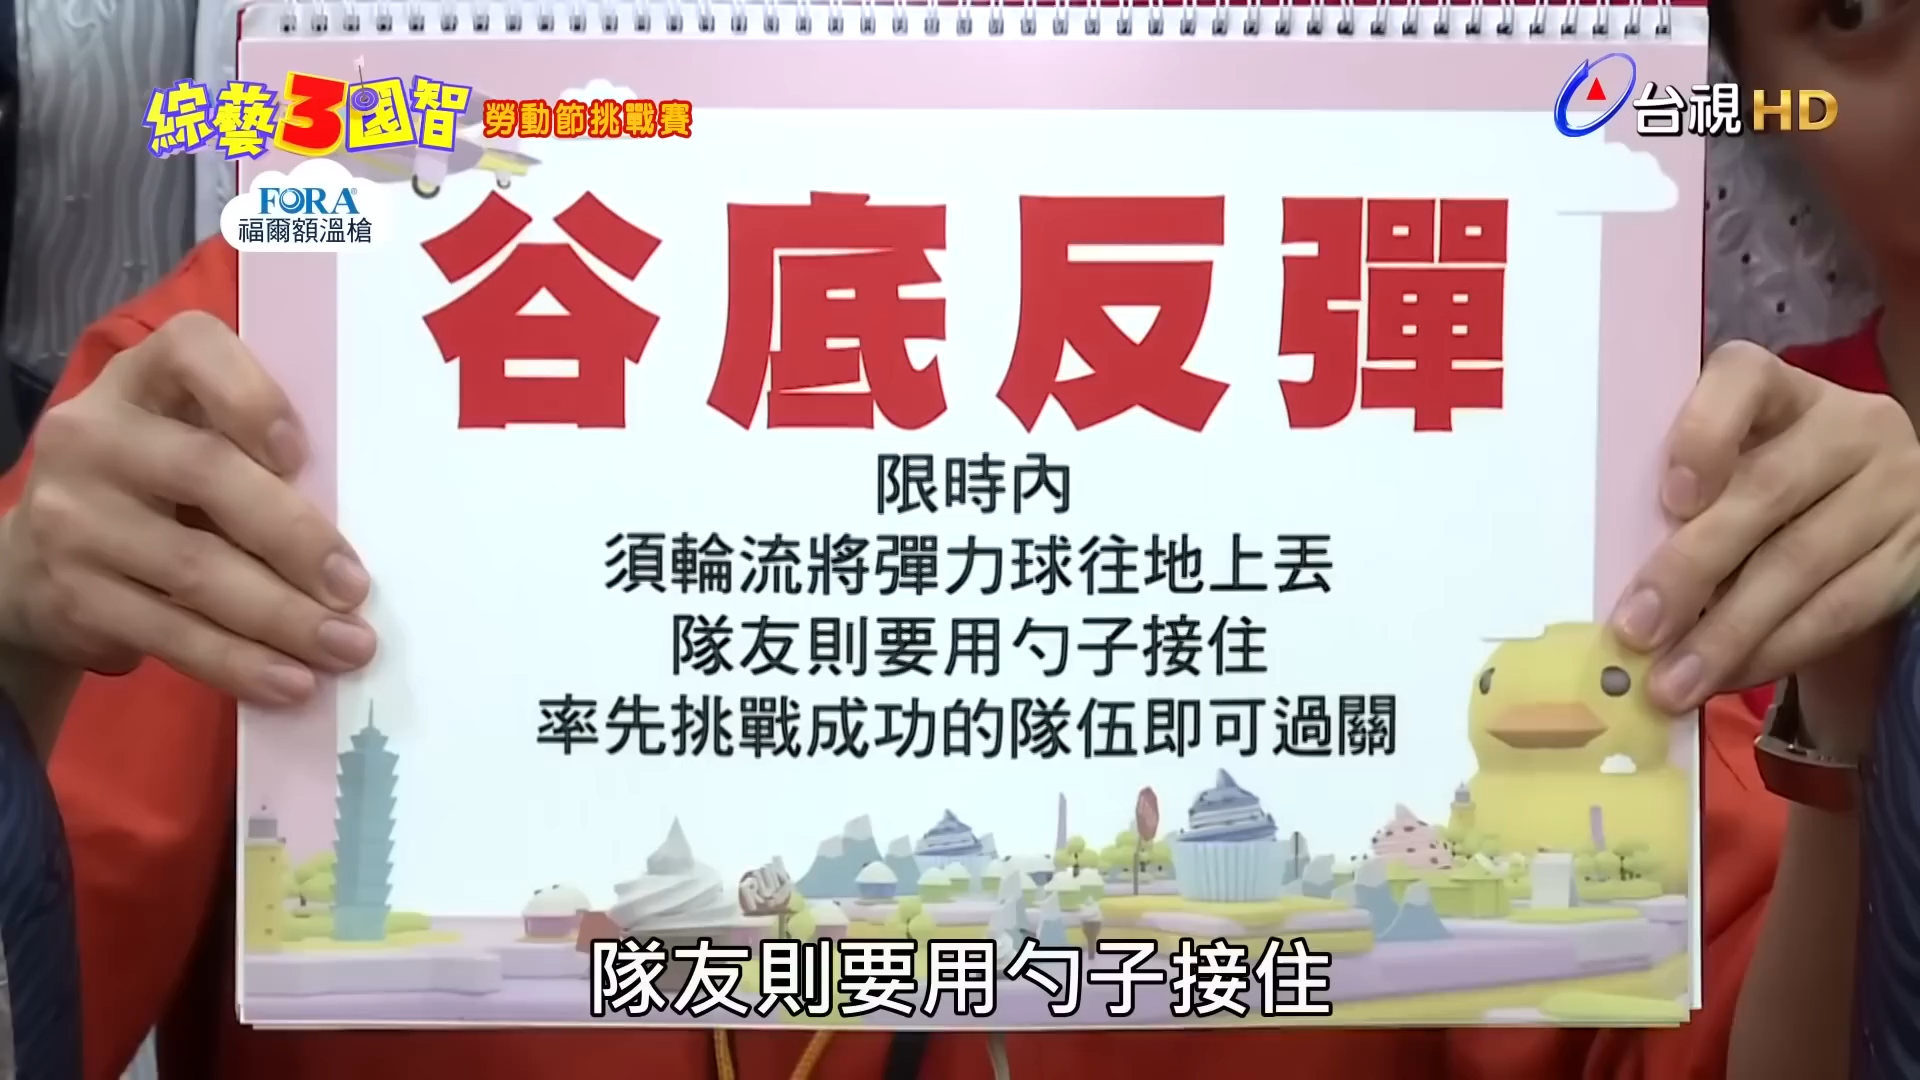 綜藝3國智 勞動節挑戰賽
台視HD
FORA
福爾額溫槍
谷底反彈
限時內
須輪流將彈力球往地上丟
隊友則要用勺子接住
率先挑戰成功的隊伍即可過關
RUN
隊友則要用勺子接住